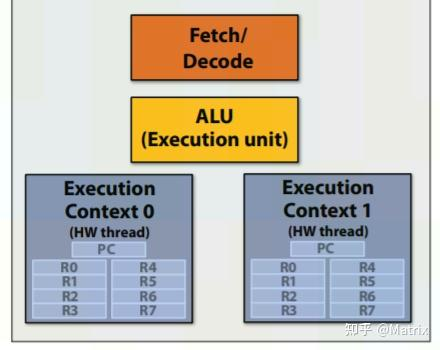 Fetch/
Decode
ALU
(Execution unit)
Execution
Context 0
(HW thread)
PC
R0 R4
R1 R5
R2 R6
R3 R7
Execution
Context 1
(HW thread)
PC
R0 R4
R1 R5
R2 R6
R3 R7
知乎 @Matrix